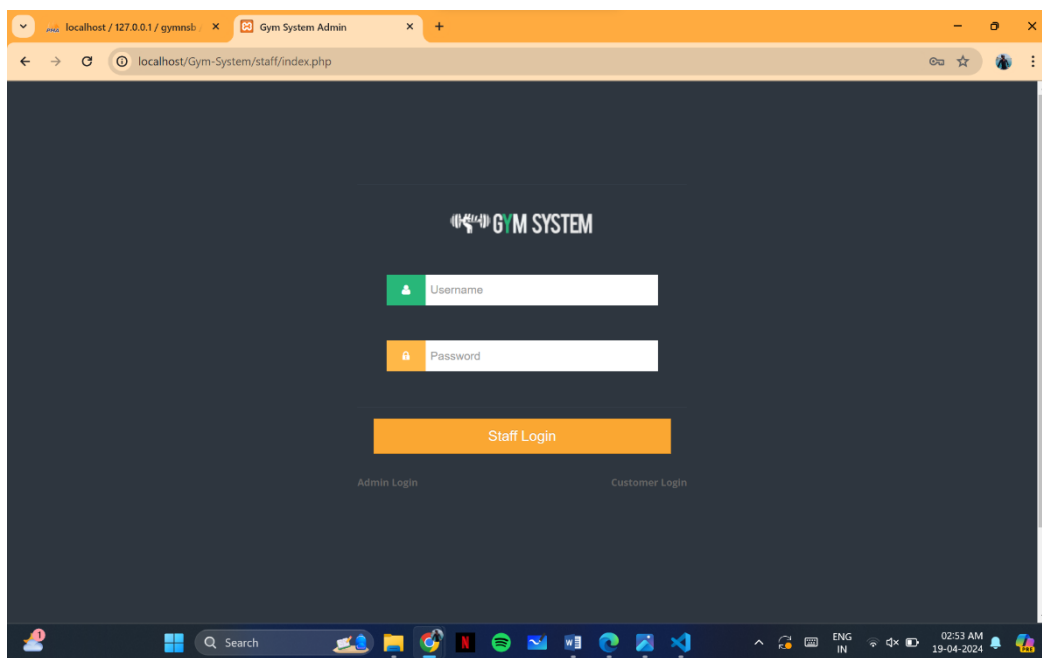 localhost / 127.0.0.1 / gymnsb /
Gym System Admin
localhost/Gym-System/staff/index.php
GYM SYSTEM
Username
Password
Staff Login
Admin Login
Customer Login
1
Search
ENG
IN
02:53 AM
19-04-2024